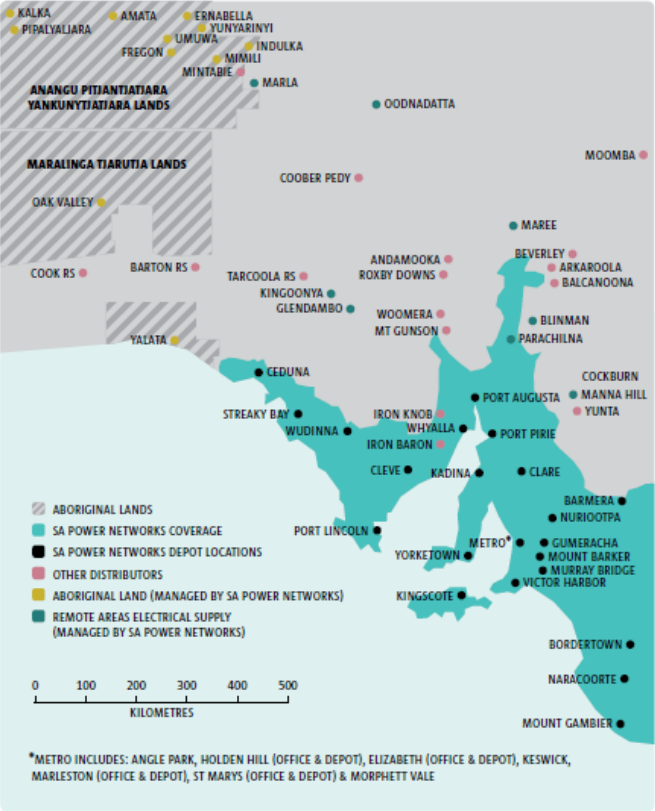 KALKA
AMATA
ERNABELLA
PIPALYALJARA
YUNYARINYI
UMUWA
INDULKA
FREGON
MIMILI
MINTABIE
MARLA
ANANGU PITJANTJATJARA
YANKUNYTJATJARA LANDS
OODNADATTA
MOOMBA
MARALINGA TJARUTJA LANDS
COOBER PEDY
OAK VALLEY
MAREE
BEVERLEY
ANDAMOOKA
ARKAROOLA
COOK RS
BARTON RS
TARCOOLA RS
ROXBY DOWNS
BALCANOONA
KINGOONYA
GLENDAMBO
WOOMERA
BLINMAN
MT GUNSON
YALATA
PARACHILNA
CEDUNA
COCKBURN
PORT AUGUSTA
MANNA HILL
STREAKY BAY
IRON KNOB
YUNTA
WUDINNA
WHYALLA
PORT PIRIE
IRON BARON
CLEVE
KADINA
CLARE
BARMERA
ABORIGINAL LANDS
NURIOOTPA
SA POWER NETWORKS COVERAGE
PORT LINCOLN
METRO*
GUMERACHA
SA POWER NETWORKS DEPOT LOCATIONS
YORKETOWN
MOUNT BARKER
OTHER DISTRIBUTORS
MURRAY BRIDGE
VICTOR HARBOR
ABORIGINAL LAND (MANAGED BY SA POWER NETWORKS)
KINGSCOTE
REMOTE AREAS ELECTRICAL SUPPLY
(MANAGED BY SA POWER NETWORKS)
BORDERTOWN
NARACOORTE
0 100 200 300 400 500
KILOMETRES
MOUNT GAMBIER
*METRO INCLUDES: ANGLE PARK, HOLDEN HILL (OFFICE & DEPOT), ELIZABETH (OFFICE & DEPOT), KESWICK,
MARLESTON (OFFICE & DEPOT), ST MARYS (OFFICE & DEPOT) & MORPHETT VALE